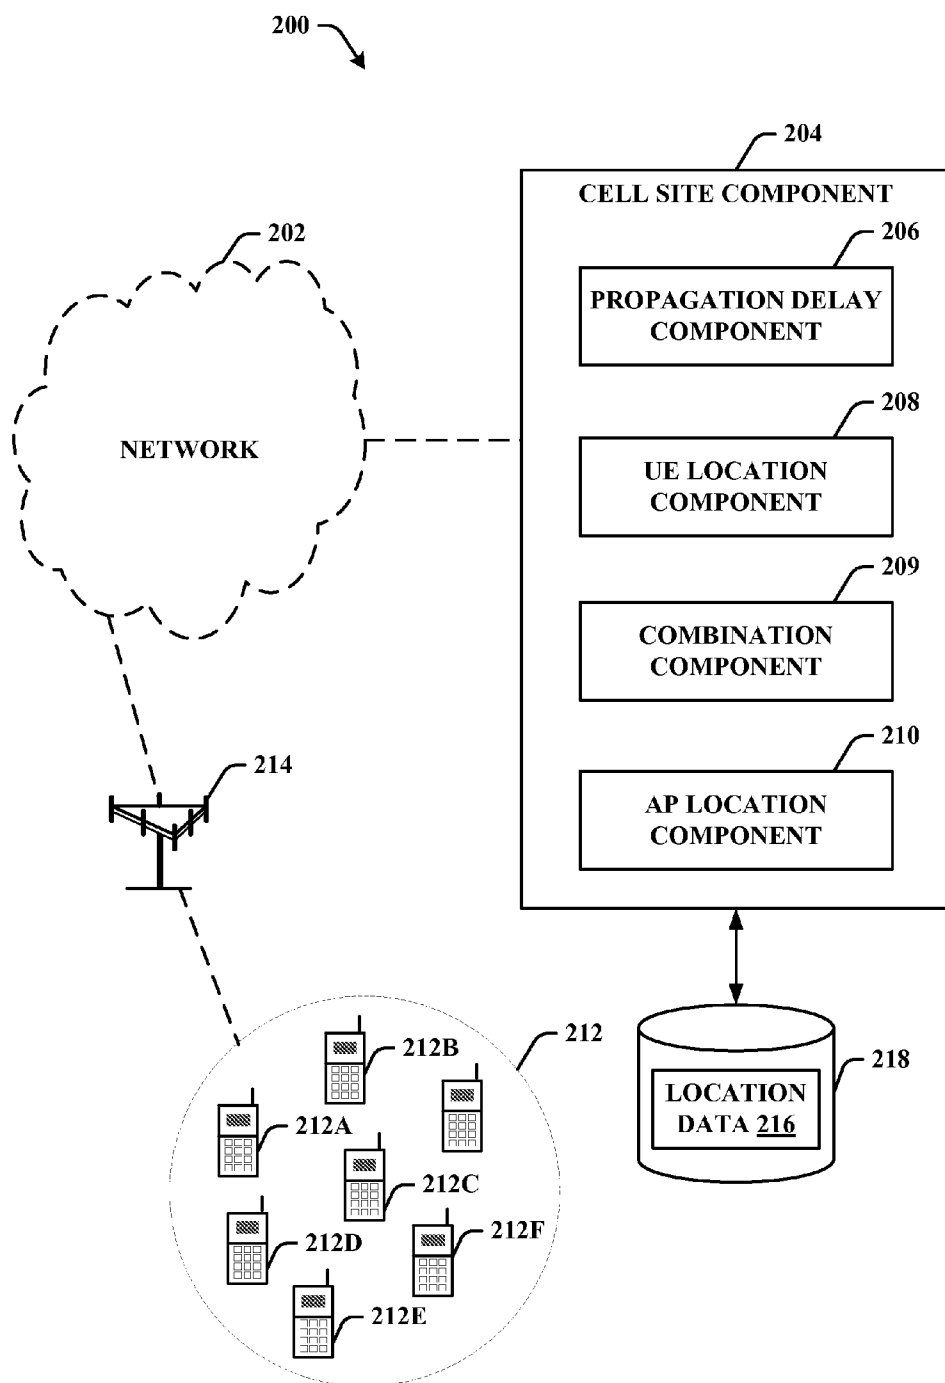 200
204
CELL SITE COMPONENT
202
206
PROPAGATION DELAY
COMPONENT
208
NETWORK
UE LOCATION
COMPONENT
209
COMBINATION
COMPONENT
210
214
AP LOCATION
COMPONENT
212
212B
218
LOCATION
DATA 216
212A
212C
212F
212D
212E